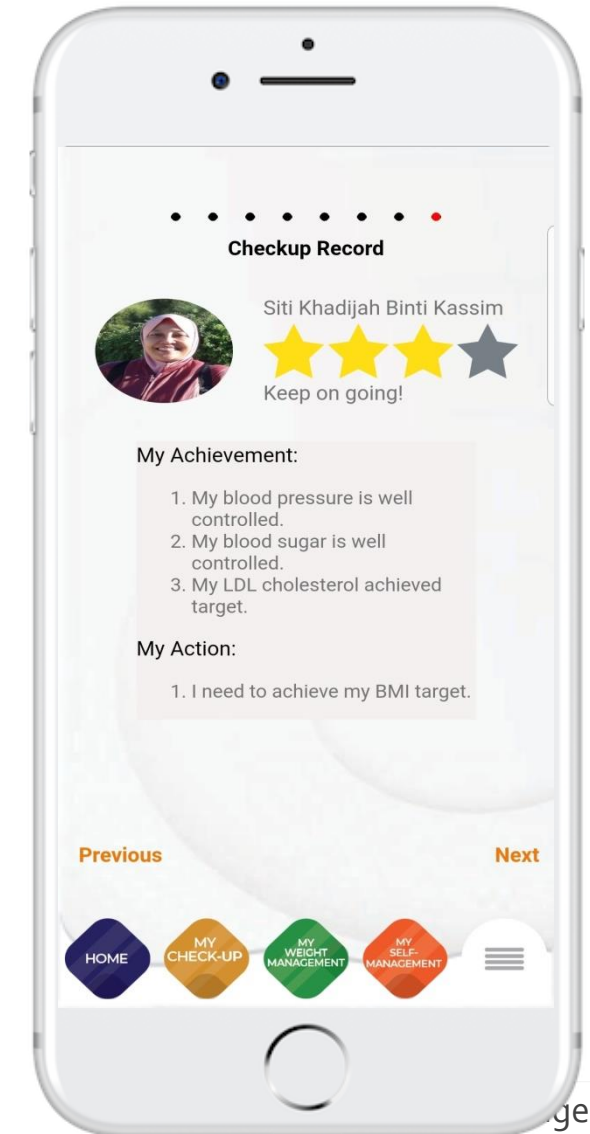 Checkup Record
Siti Khadijah Binti Kassim
Keep on going!
My Achievement:
1. My blood pressure is well
controlled.
2. My blood sugar is well
controlled.
3. My LDL cholesterol achieved
target.
My Action:
1. I need to achieve my BMI target.
Previous
Next
HOME
MY
CHECK-UP
MY
WEIGHT
MANAGEMENT
MY
SELF-
MANAGEMENT